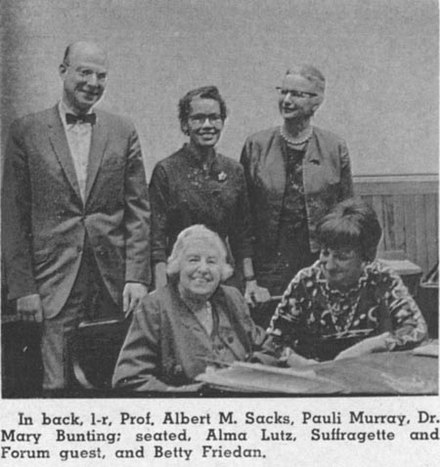 In back, l-r, Prof. Albert M. Sacks, Pauli Murray, Dr.
Mary Bunting; seated, Alma Lutz, Suffragette and
Forum guest, and Betty Friedan.